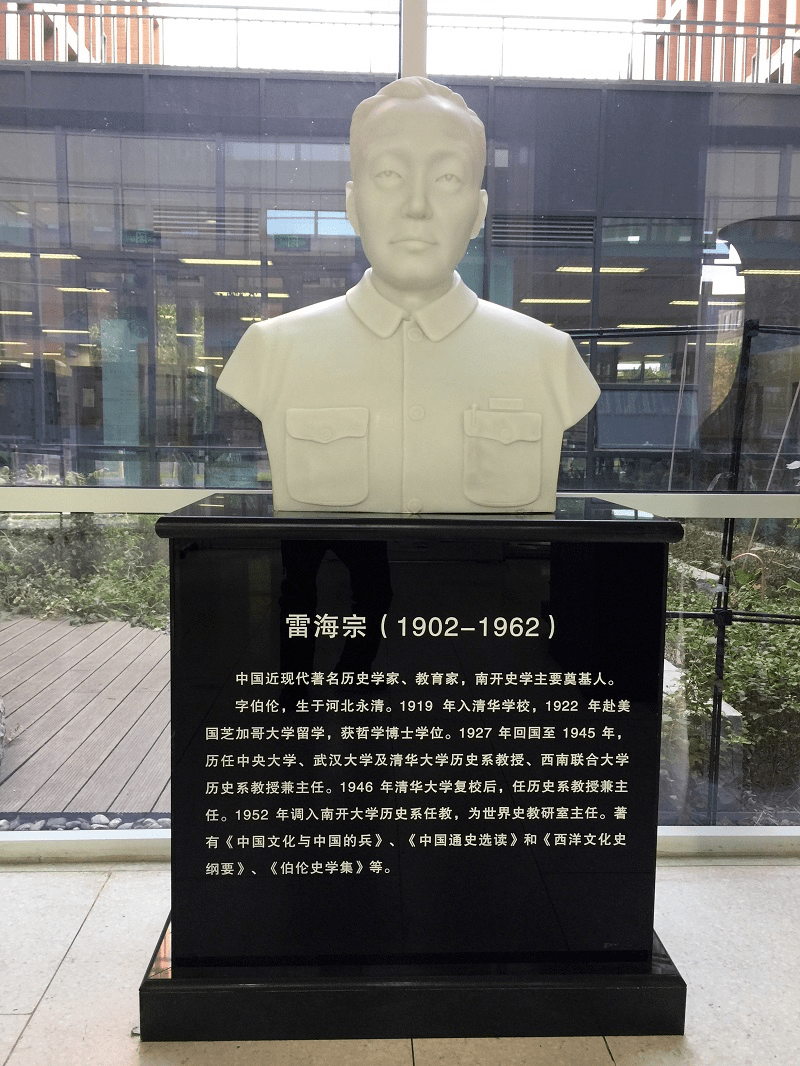 雷海宗（1902-1962）
中国近现代著名历史学家、教育家，南开史学主要奠基人。
字伯伦，生于河北永清。1919 年入清华学校，1922 年赴美
国芝加哥大学留学，获哲学博士学位。1927 年回国至 1945 年，
历任中央大学、武汉大学及清华大学历史系教授、西南联合大学
历史系教授兼主任。1946 年清华大学复校后，任历史系教授兼主
任。1952 年调入南开大学历史系任教，为世界史教研室主任。著
有《中国文化与中国的兵》、《中国通史选读》和《西洋文化史
纲要》、《伯伦史学集》等。